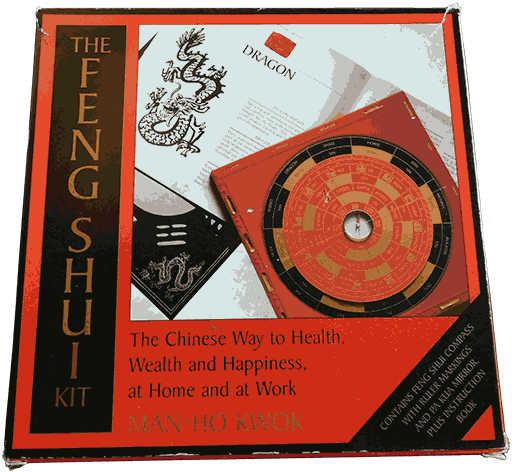 THE
FENG SHUI
KIT
DRAGON
The Chinese Way to Health,
Wealth and Happiness,
at Home and at Work
MAN-HO KWOK
CONTAINS FENG SHUI COMPASS
WITH RULER MARKINGS
AND PA KUA MIRROR
PLUS INSTRUCTION
BOOK